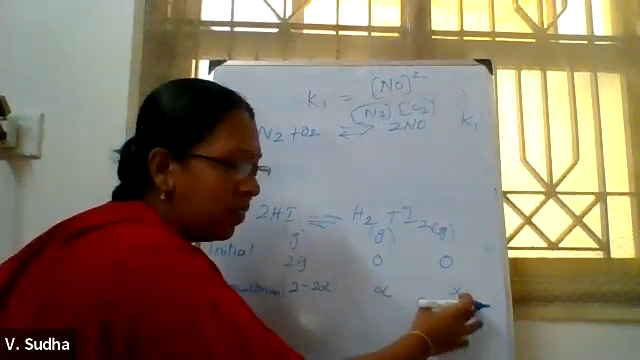 K₁ = [NO]²
[N₂] [O₂]
N₂ + O₂ ⇌ 2NO K₁
2HI ⇌ H₂ + I₂(g)
(g) (g)
Initial 2g 0 0
(2-2α) α x
V. Sudha